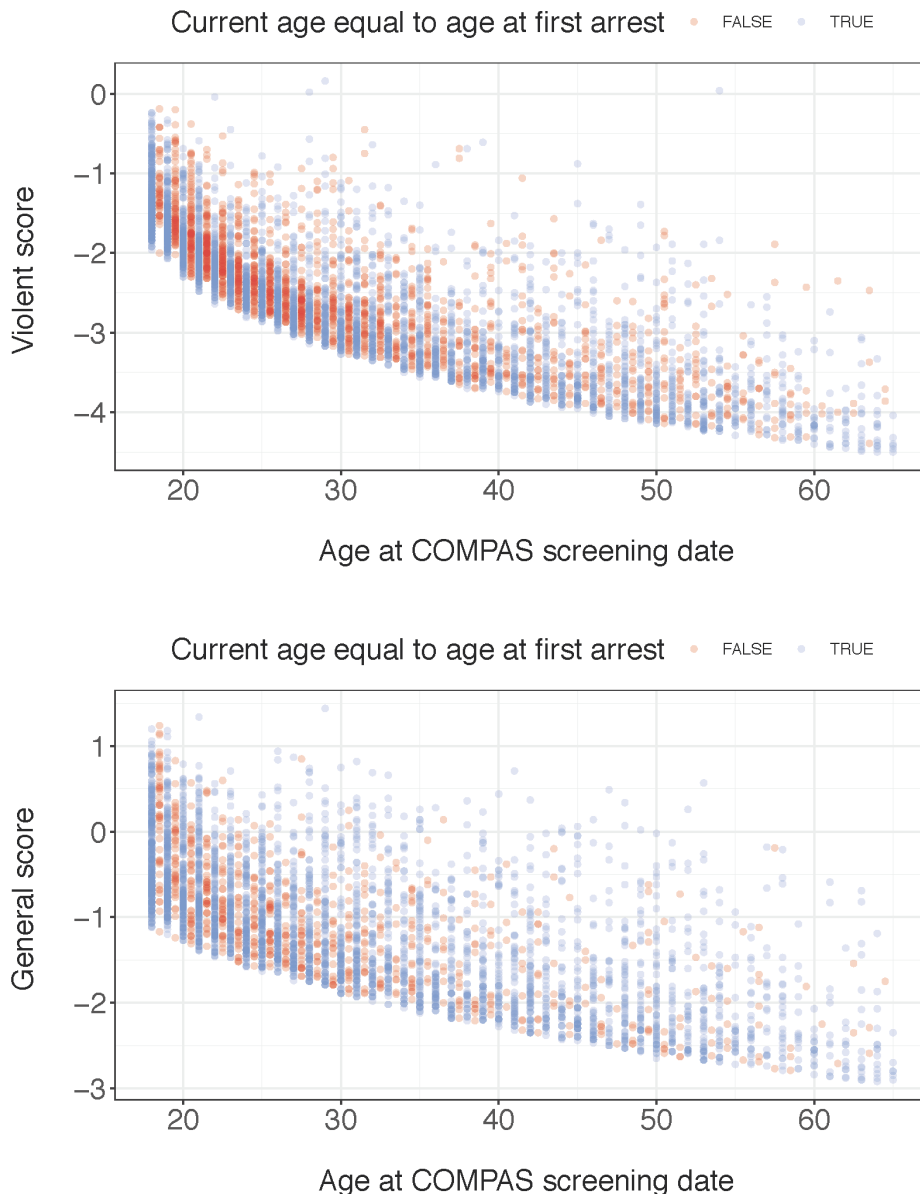 Current age equal to age at first arrest FALSE TRUE
0
−1
−2
−3
−4
Violent score
20 30 40 50 60
Age at COMPAS screening date
Current age equal to age at first arrest FALSE TRUE
1
0
−1
−2
−3
General score
20 30 40 50 60
Age at COMPAS screening date